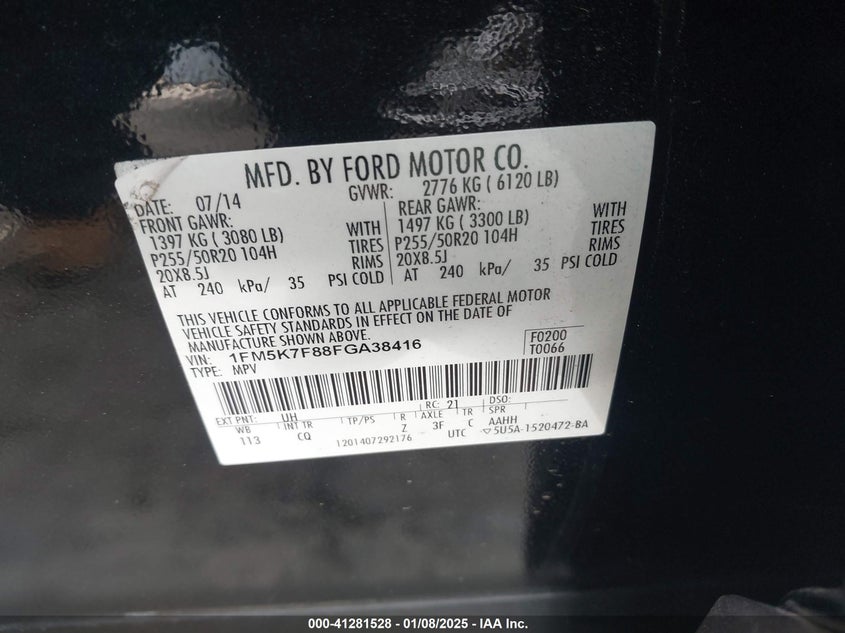 MFD. BY FORD MOTOR CO.
DATE: 07/14 GVWR: 2776 KG ( 6120 LB)
FRONT GAWR: REAR GAWR:
1397 KG ( 3080 LB) WITH 1497 KG ( 3300 LB) WITH
P255/50R20 104H TIRES P255/50R20 104H TIRES
20X8.5J RIMS 20X8.5J RIMS
AT 240 kPa/ 35 PSI COLD AT 240 kPa/ 35 PSI COLD
THIS VEHICLE CONFORMS TO ALL APPLICABLE FEDERAL MOTOR
VEHICLE SAFETY STANDARDS IN EFFECT ON THE DATE OF
MANUFACTURE SHOWN ABOVE.
VIN: 1FM5K7F88FGA38416 F0200
TYPE: MPV T0066
EXT PNT: UH RC: 21 DSO:
WB INT TR TP/PS R AXLE TR SPR
113 CQ Z 3F C AAHH
1201407292176 UTC 5U5A-1520472-BA
000-41281528 - 01/08/2025 - IAA Inc.